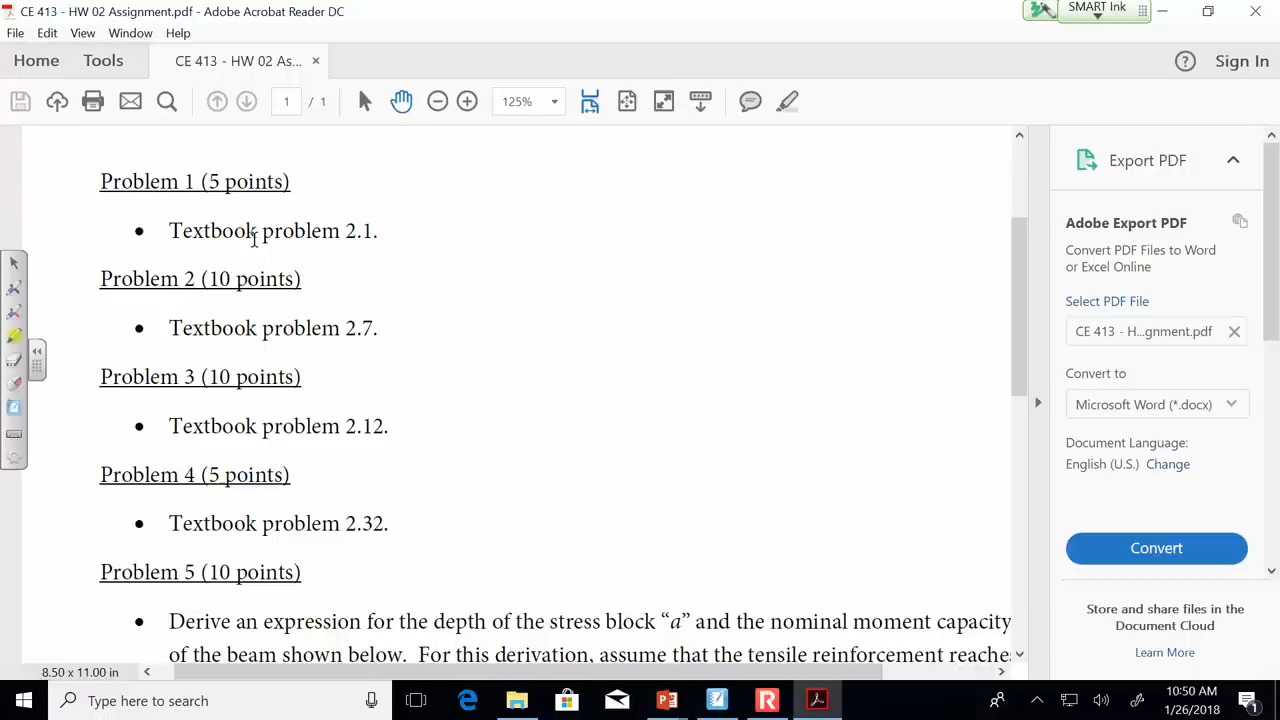 CE 413 - HW 02 Assignment.pdf - Adobe Acrobat Reader DC
SMART Ink
File Edit View Window Help
Home Tools CE 413 - HW 02 As... × Sign In
1 / 1 125%
Problem 1 (5 points)
• Textbook problem 2.1.
Problem 2 (10 points)
• Textbook problem 2.7.
Problem 3 (10 points)
• Textbook problem 2.12.
Problem 4 (5 points)
• Textbook problem 2.32.
Problem 5 (10 points)
• Derive an expression for the depth of the stress block “a” and the nominal moment capacity
of the beam shown below. For this derivation, assume that the tensile reinforcement reache
8.50 x 11.00 in
Export PDF
Adobe Export PDF
Convert PDF Files to Word
or Excel Online
Select PDF File
CE 413 - H...gnment.pdf
Convert to
Microsoft Word (*.docx)
Document Language:
English (U.S.) Change
Convert
Store and share files in the
Document Cloud
Learn More
Type here to search
10:50 AM
1/26/2018
1